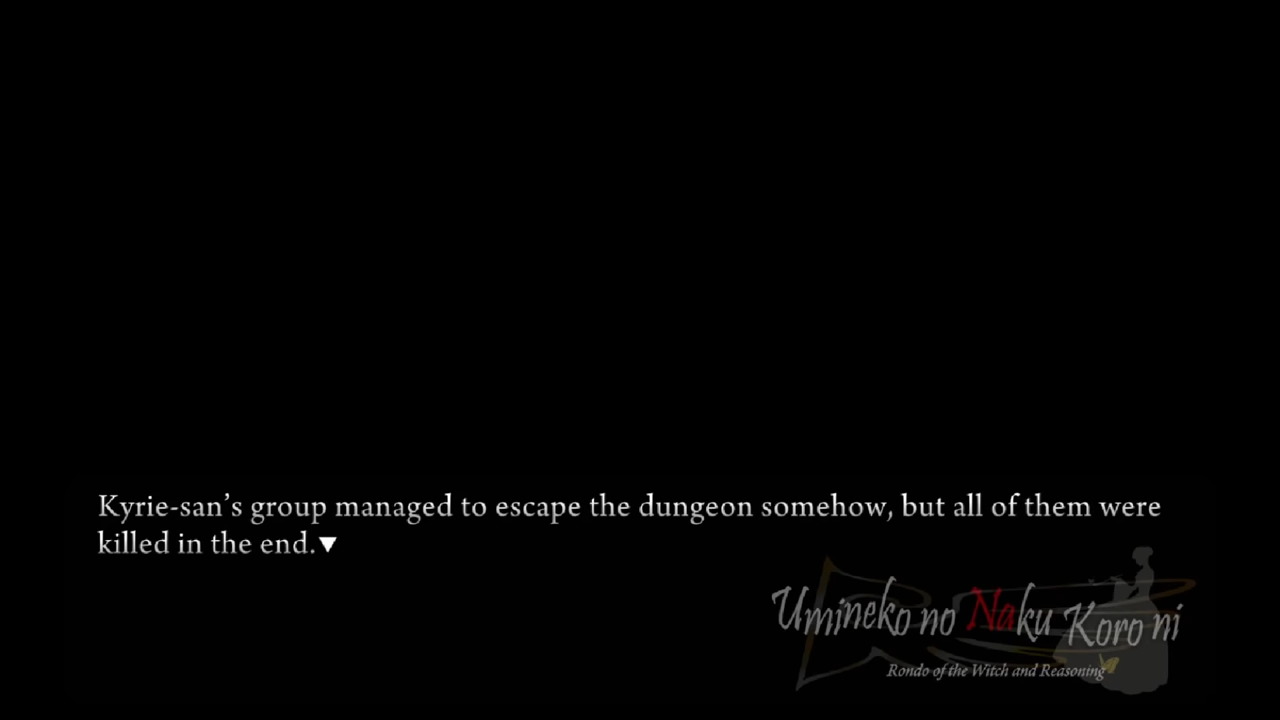 Kyrie-san's group managed to escape the dungeon somehow, but all of them were
killed in the end.▼
Umineko no Naku Koro ni
Rondo of the Witch and Reasoning